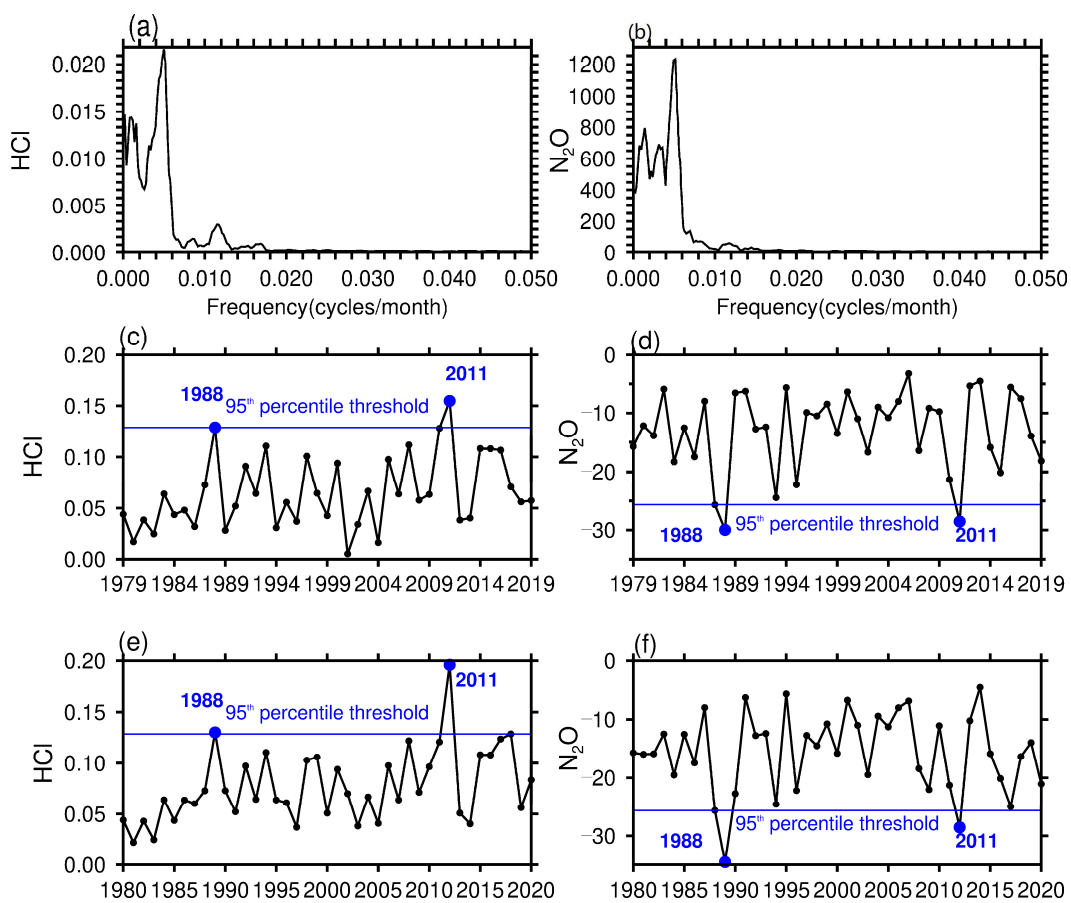 (a)
HCl
0.020
0.015
0.010
0.005
0.000
0.000 0.010 0.020 0.030 0.040 0.050
Frequency(cycles/month)
(b)
N₂O
1200
1000
800
600
400
200
0
0.000 0.010 0.020 0.030 0.040 0.050
Frequency(cycles/month)
(c)
HCl
0.20
0.15
0.10
0.05
0.00
1988
95th percentile threshold
2011
1979 1984 1989 1994 1999 2004 2009 2014 2019
(d)
N₂O
0
−10
−20
−30
1988
95th percentile threshold
2011
1979 1984 1989 1994 1999 2004 2009 2014 2019
(e)
HCl
0.20
0.15
0.10
0.05
0.00
1988
95th percentile threshold
2011
1980 1985 1990 1995 2000 2005 2010 2015 2020
(f)
N₂O
0
−10
−20
−30
1988
95th percentile threshold
2011
1980 1985 1990 1995 2000 2005 2010 2015 2020